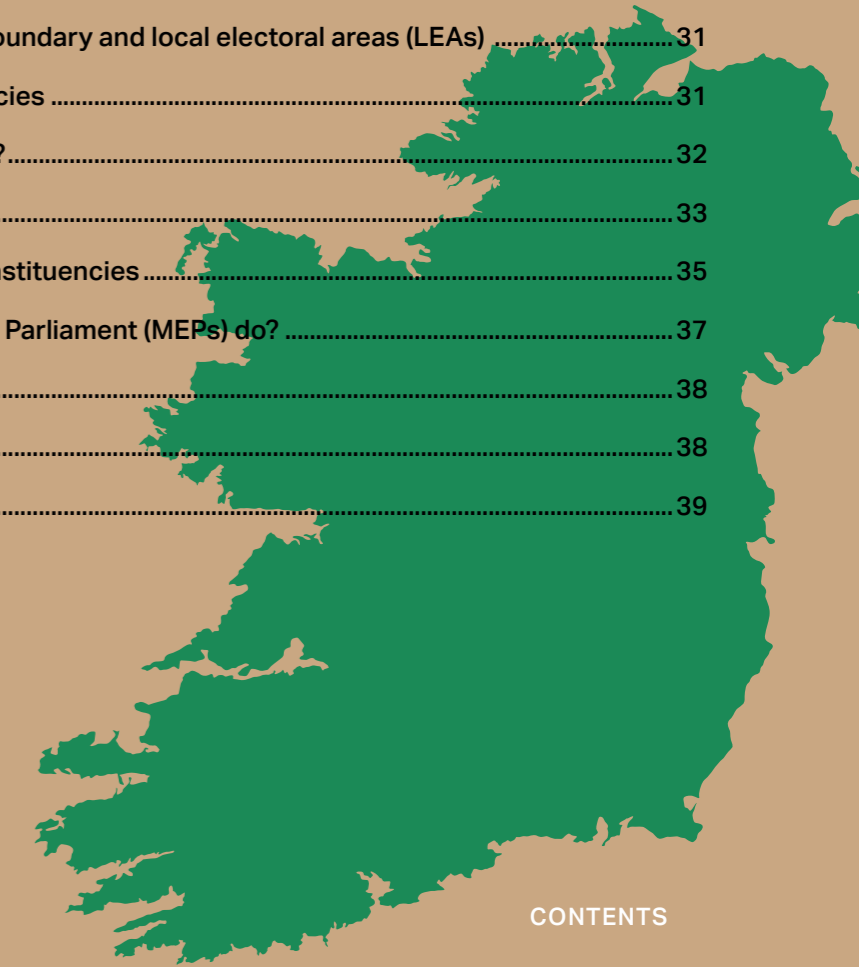 oundary and local electoral areas (LEAs) ........................ 31
cies ........................ 31
? ........................ 32
........................ 33
nstituencies ........................ 35
Parliament (MEPs) do? ........................ 37
........................ 38
........................ 38
........................ 39
CONTENTS